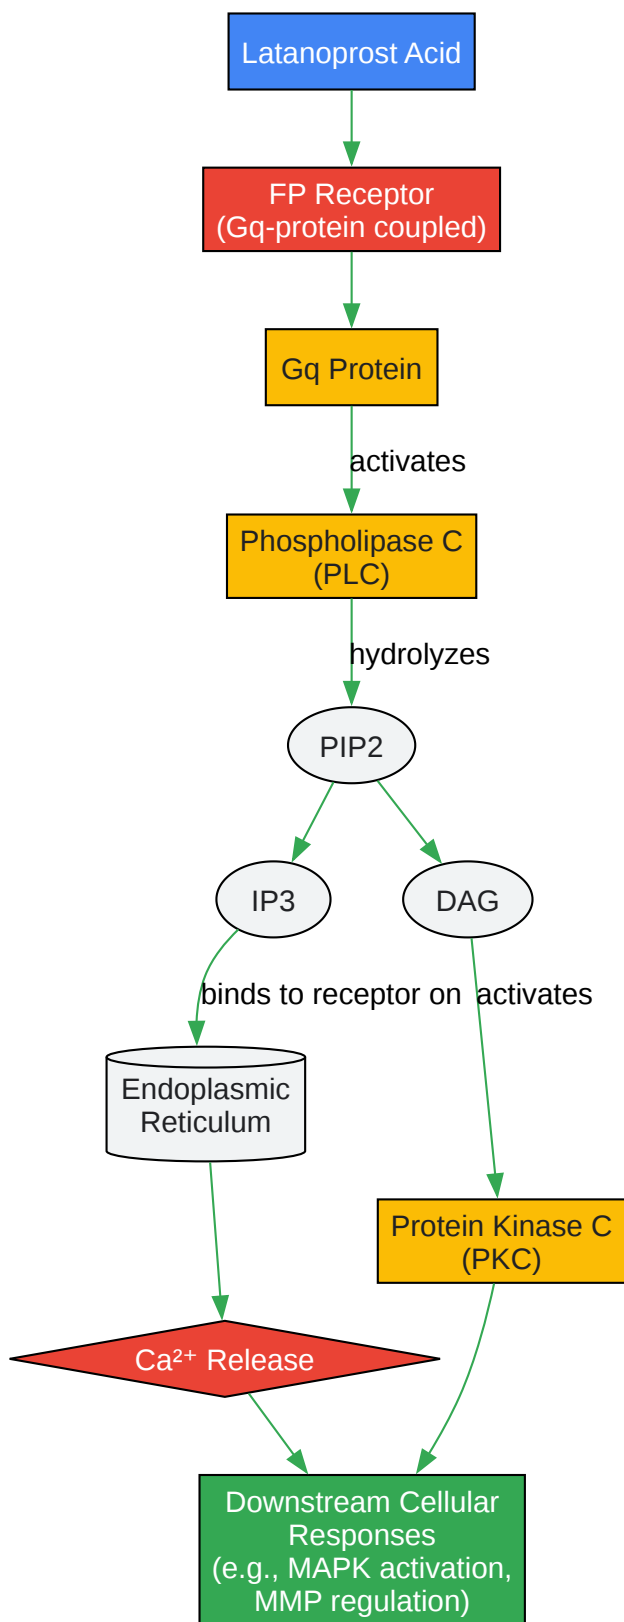 Latanoprost Acid
FP Receptor
(Gq-protein coupled)
Gq Protein
activates
Phospholipase C
(PLC)
hydrolyzes
PIP2
IP3
DAG
binds to receptor on
activates
Endoplasmic
Reticulum
Protein Kinase C
(PKC)
Ca²⁺ Release
Downstream Cellular
Responses
(e.g., MAPK activation,
MMP regulation)